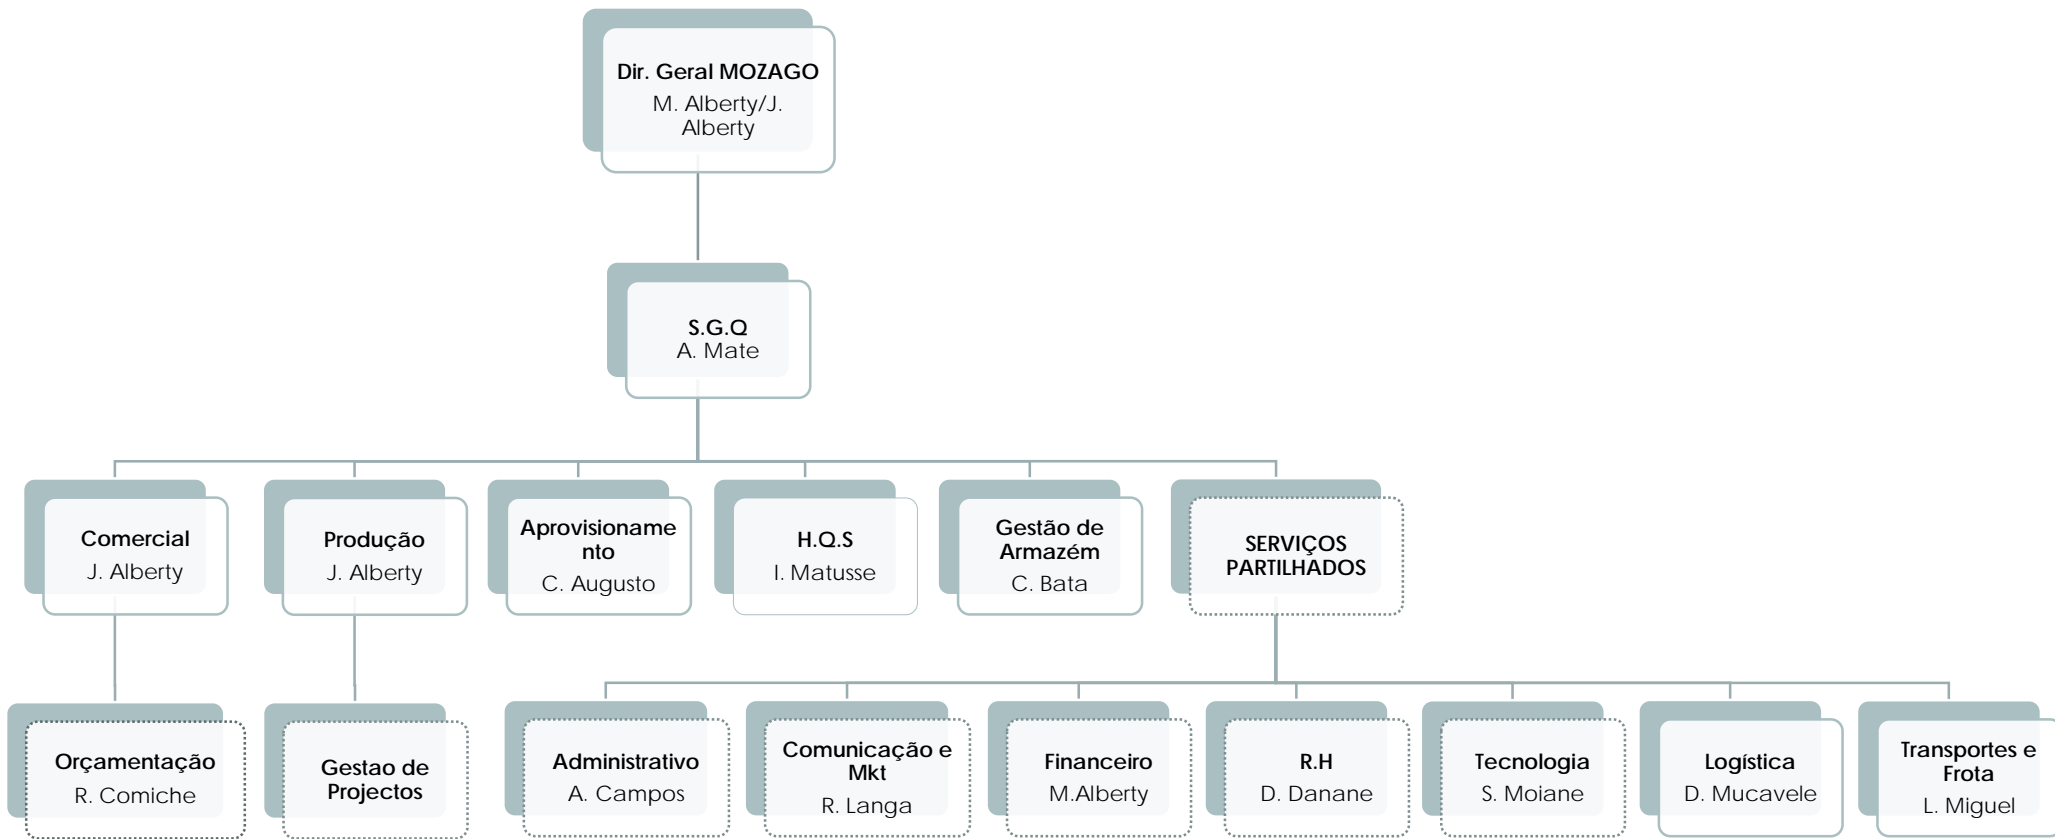 Dir. Geral MOZAGO
M. Alberty/J.
Alberty
S.G.Q
A. Mate
Comercial
J. Alberty
Produção
J. Alberty
Aprovisioname
nto
C. Augusto
H.Q.S
I. Matusse
Gestão de
Armazém
C. Bata
SERVIÇOS
PARTILHADOS
Orçamentação
R. Comiche
Gestao de
Projectos
Administrativo
A. Campos
Comunicação e
Mkt
R. Langa
Financeiro
M.Alberty
R.H
D. Danane
Tecnologia
S. Moiane
Logística
D. Mucavele
Transportes e
Frota
L. Miguel